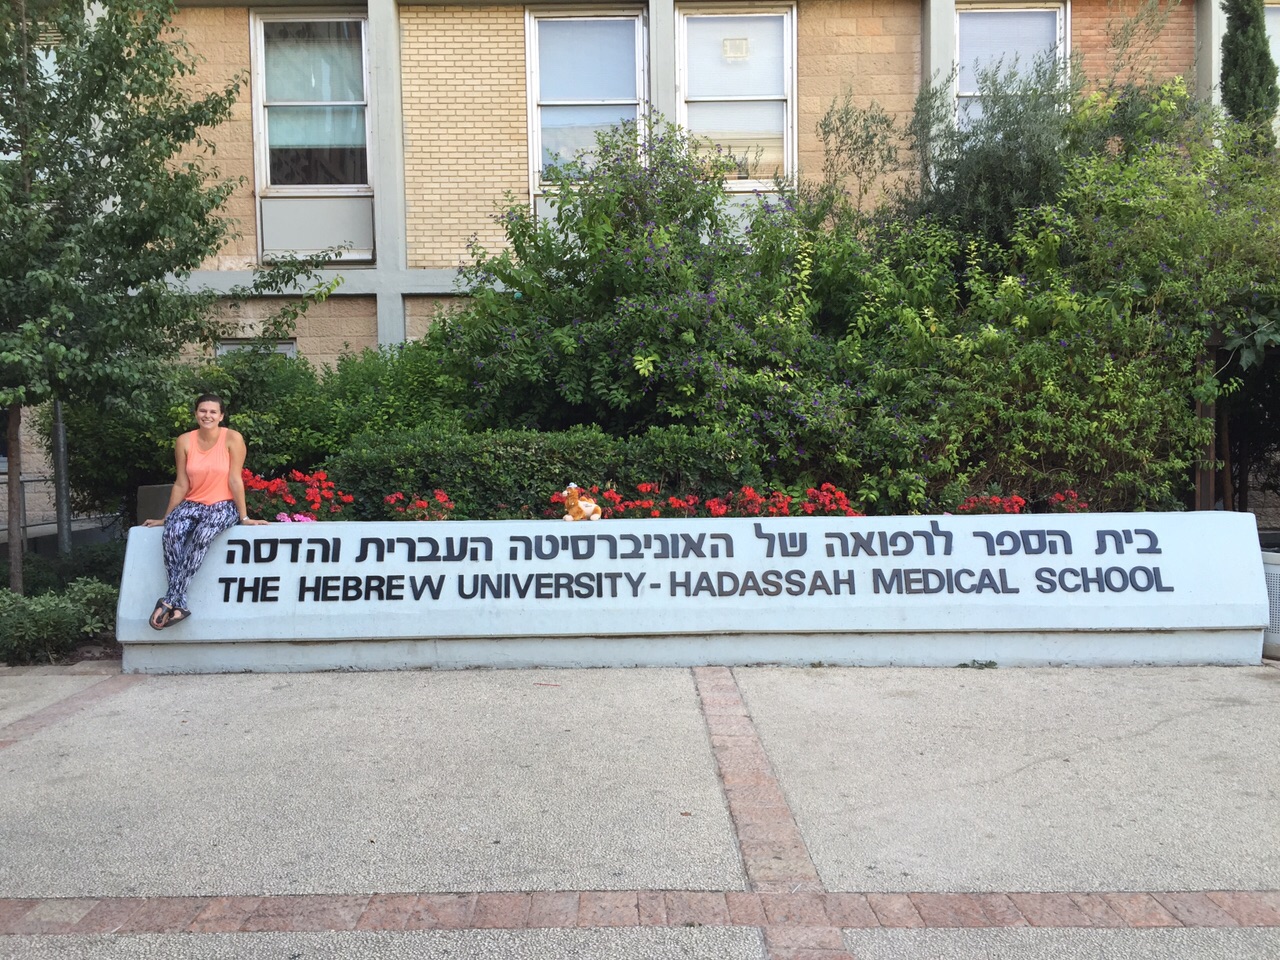 בית הספר לרפואה של האוניברסיטה העברית והדסה
THE HEBREW UNIVERSITY - HADASSAH MEDICAL SCHOOL